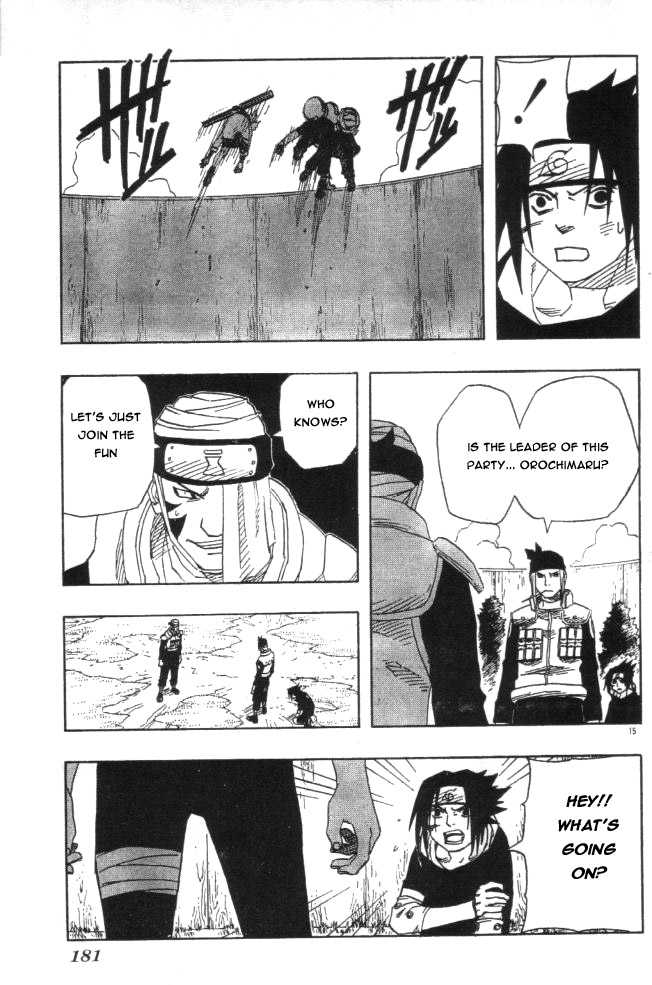 !
IS THE LEADER OF THIS
PARTY... OROCHIMARU?
15
WHO
KNOWS?
LET'S JUST
JOIN THE
FUN
HEY!!
WHAT'S
GOING
ON?
181